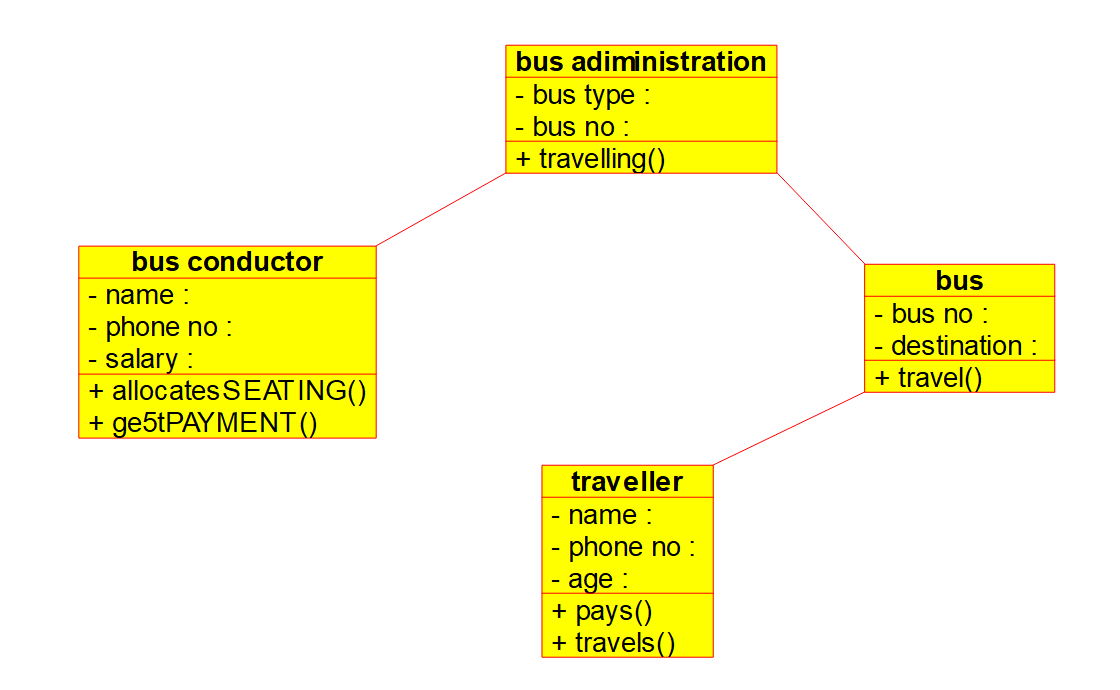 bus adiministration
- bus type :
- bus no :
+ travelling()
bus conductor
- name :
- phone no :
- salary :
+ allocatesSEATING()
+ ge5tPAYMENT()
bus
- bus no :
- destination :
+ travel()
traveller
- name :
- phone no :
- age :
+ pays()
+ travels()